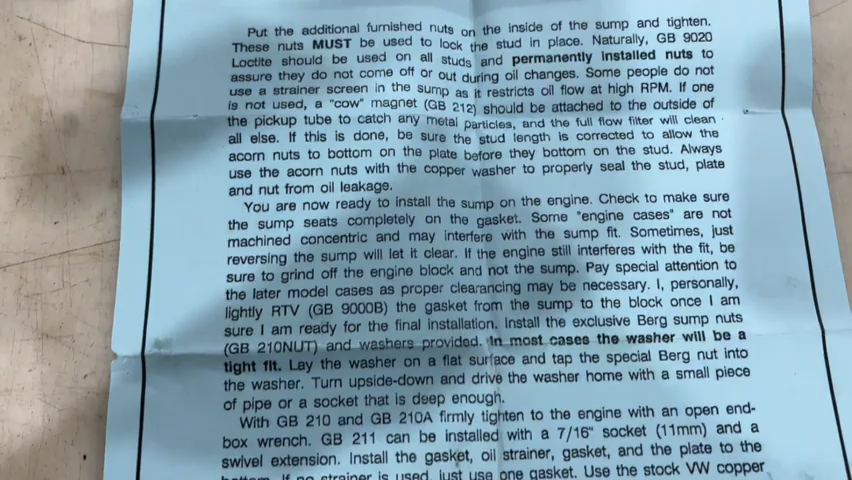 Put the additional furnished nuts on the inside of the sump and tighten.
These nuts MUST be used to lock the stud in place. Naturally, GB 9020
Loctite should be used on all studs and permanently installed nuts to
assure they do not come off or out during oil changes. Some people do not
use a strainer screen in the sump as it restricts oil flow at high RPM. If one
is not used, a "cow" magnet (GB 212) should be attached to the outside of
the pickup tube to catch any metal particles, and the full flow filter will clean
all else. If this is done, be sure the stud length is corrected to allow the
acorn nuts to bottom on the plate before they bottom on the stud. Always
use the acorn nuts with the copper washer to properly seal the stud, plate
and nut from oil leakage.
You are now ready to install the sump on the engine. Check to make sure
the sump seats completely on the gasket. Some "engine cases" are not
machined concentric and may interfere with the sump fit. Sometimes, just
reversing the sump will let it clear. If the engine still interferes with the fit, be
sure to grind off the engine block and not the sump. Pay special attention to
the later model cases as proper clearancing may be necessary. I, personally,
lightly RTV (GB 9000B) the gasket from the sump to the block once I am
sure I am ready for the final installation. Install the exclusive Berg sump nuts
(GB 210NUT) and washers provided. In most cases the washer will be a
tight fit. Lay the washer on a flat surface and tap the special Berg nut into
the washer. Turn upside-down and drive the washer home with a small piece
of pipe or a socket that is deep enough.
With GB 210 and GB 210A firmly tighten to the engine with an open end-
box wrench. GB 211 can be installed with a 7/16" socket (11mm) and a
swivel extension. Install the gasket, oil strainer, gasket, and the plate to the
bottom. If no strainer is used, just use one gasket. Use the stock VW copper